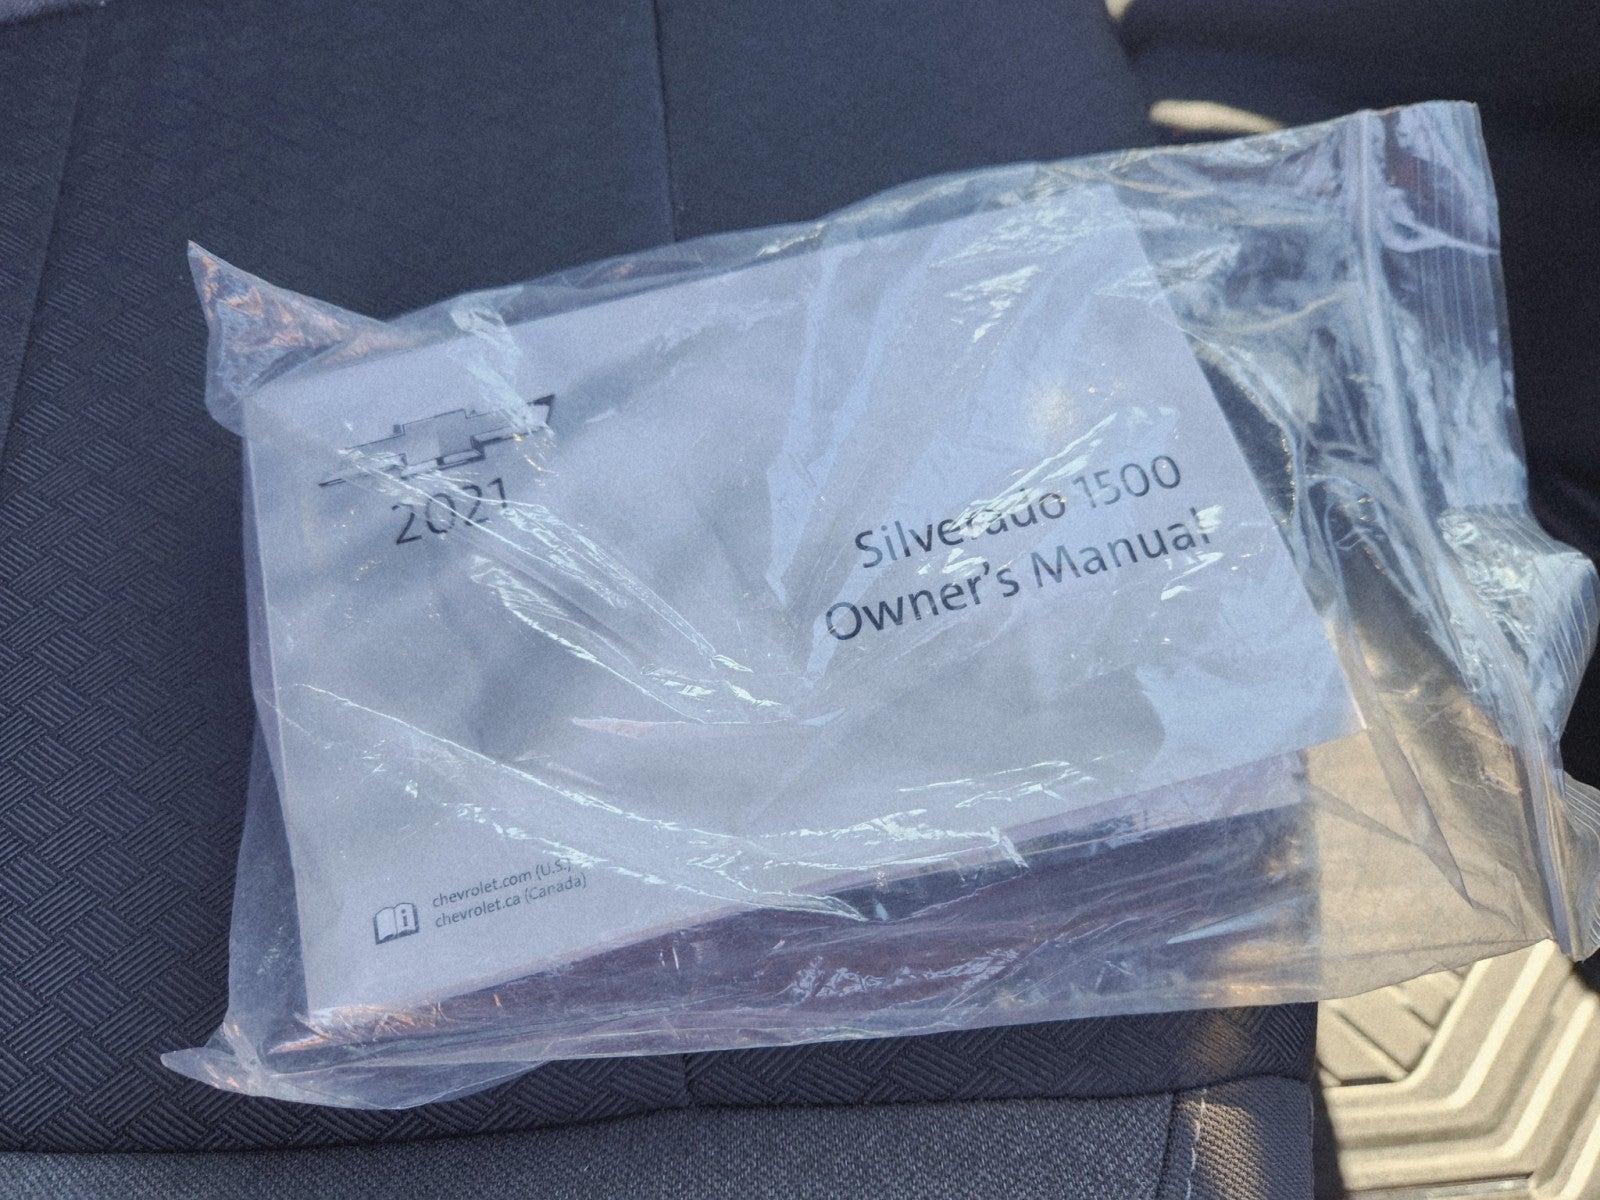 2021
Silverado 1500
Owner's Manual
chevrolet.com (U.S.)
chevrolet.ca (Canada)